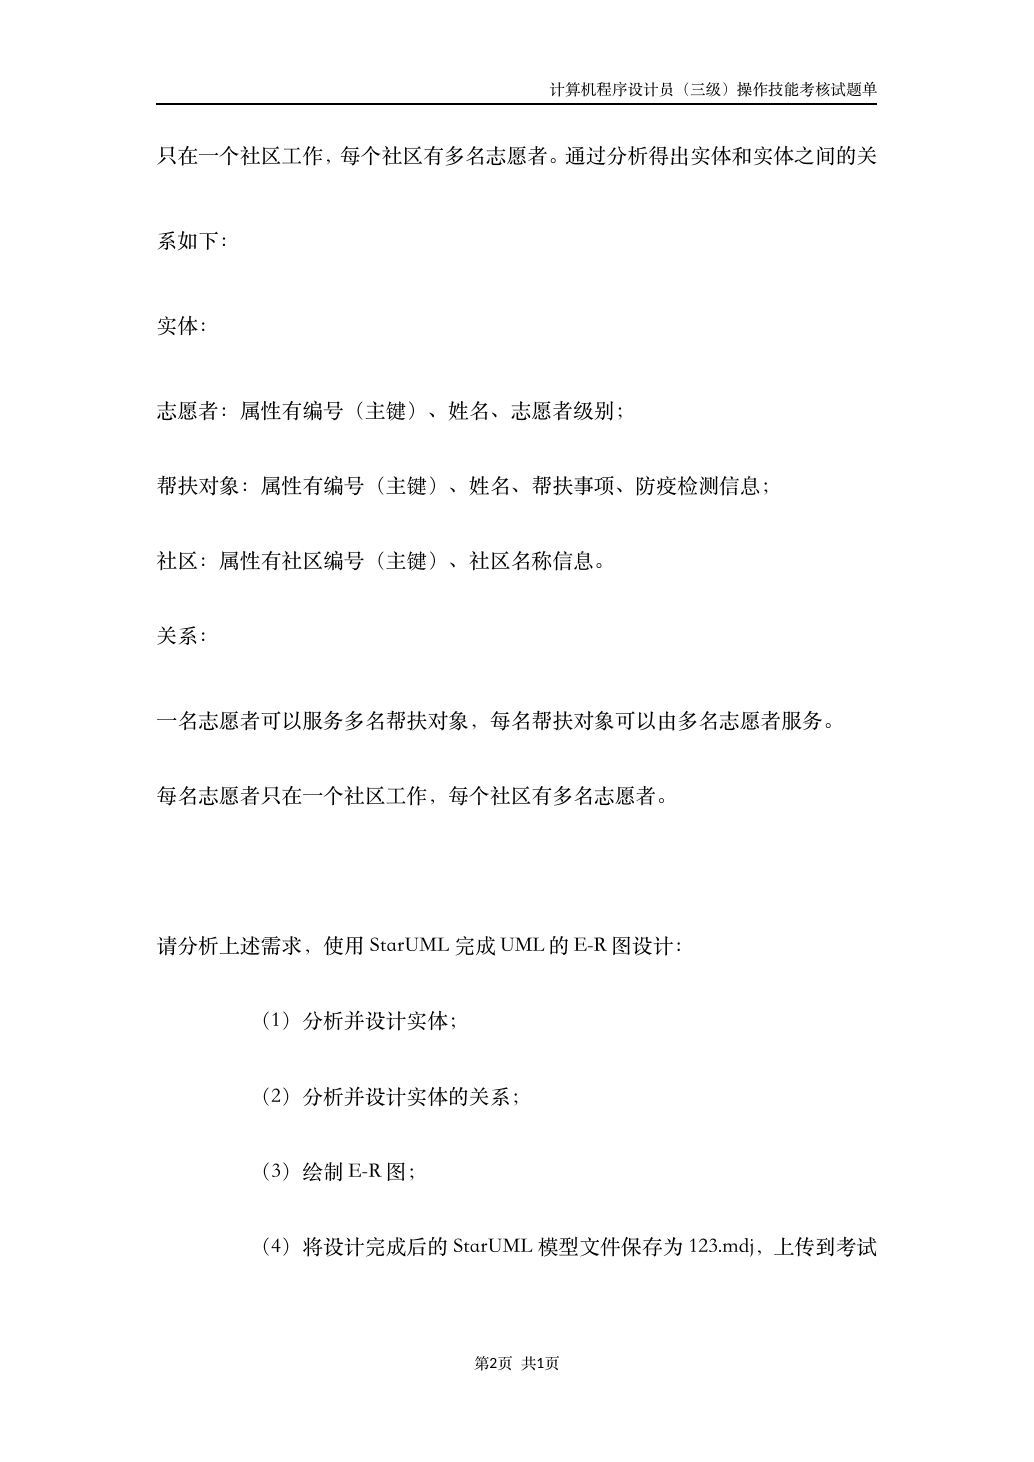 计算机程序设计员（三级）操作技能考核试题单
只在一个社区工作，每个社区有多名志愿者。通过分析得出实体和实体之间的关
系如下：
实体：
志愿者：属性有编号（主键）、姓名、志愿者级别；
帮扶对象：属性有编号（主键）、姓名、帮扶事项、防疫检测信息；
社区：属性有社区编号（主键）、社区名称信息。
关系：
一名志愿者可以服务多名帮扶对象，每名帮扶对象可以由多名志愿者服务。
每名志愿者只在一个社区工作，每个社区有多名志愿者。
请分析上述需求，使用 StarUML 完成 UML 的 E-R 图设计：
（1）分析并设计实体；
（2）分析并设计实体的关系；
（3）绘制 E-R 图；
（4）将设计完成后的 StarUML 模型文件保存为 123.mdj，上传到考试
第2页 共1页